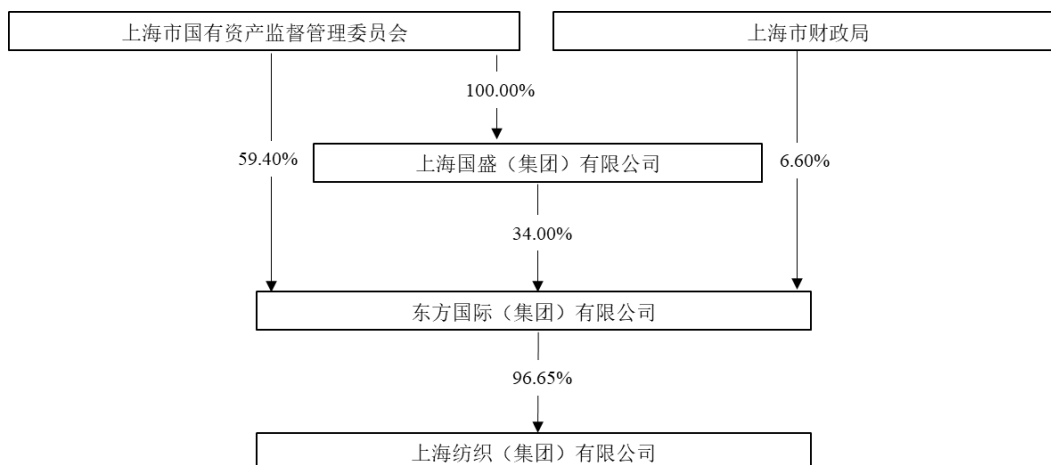 上海市国有资产监督管理委员会
上海市财政局
100.00%
59.40%
上海国盛（集团）有限公司
6.60%
34.00%
东方国际（集团）有限公司
96.65%
上海纺织（集团）有限公司